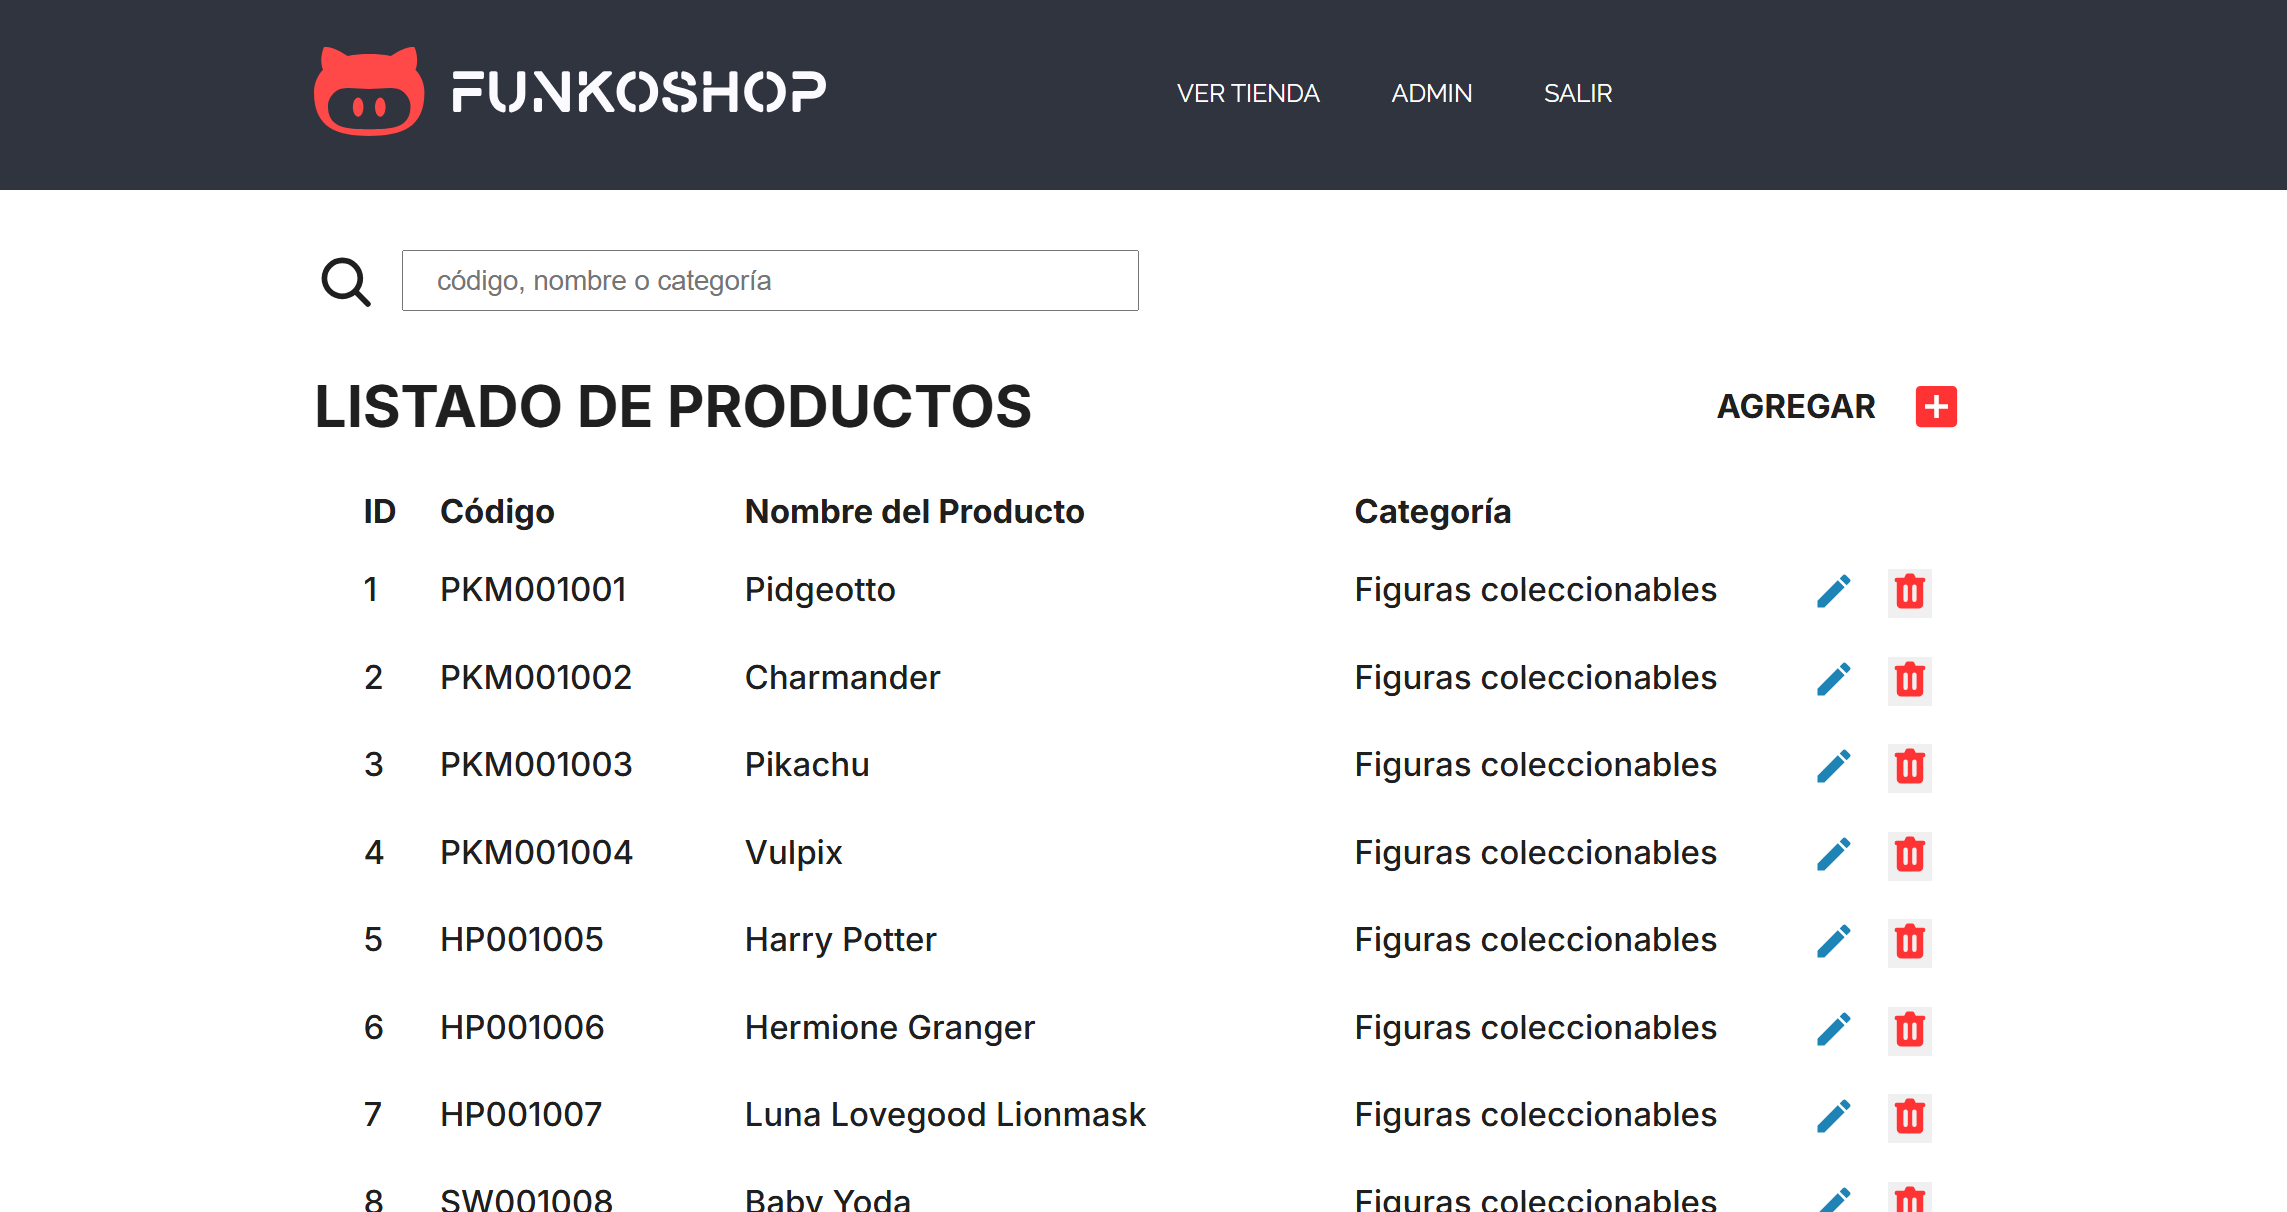 FUNKOSHOP VER TIENDA ADMIN SALIR
código, nombre o categoría
LISTADO DE PRODUCTOS AGREGAR
ID Código Nombre del Producto Categoría
1 PKM001001 Pidgeotto Figuras coleccionables
2 PKM001002 Charmander Figuras coleccionables
3 PKM001003 Pikachu Figuras coleccionables
4 PKM001004 Vulpix Figuras coleccionables
5 HP001005 Harry Potter Figuras coleccionables
6 HP001006 Hermione Granger Figuras coleccionables
7 HP001007 Luna Lovegood Lionmask Figuras coleccionables
8 SW001008 Baby Yoda Figuras coleccionables